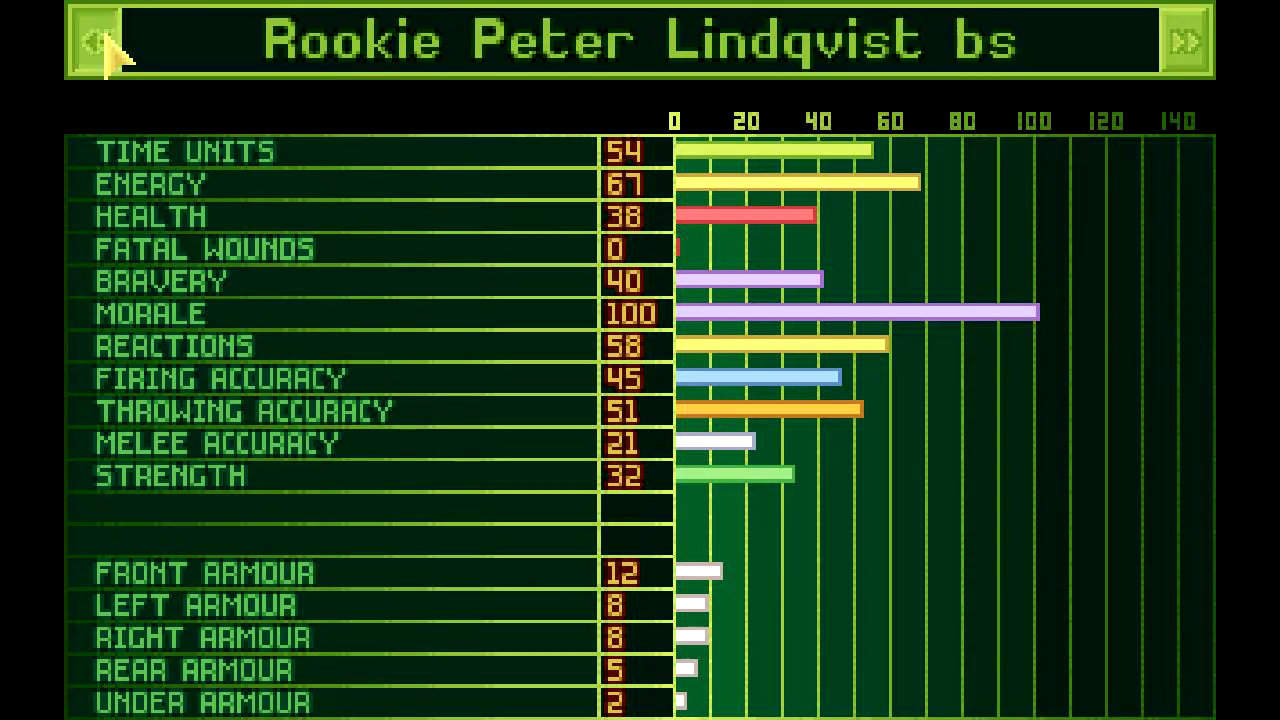 Rookie Peter Lindqvist bs
0 20 40 60 80 100 120 140
TIME UNITS 54
ENERGY 67
HEALTH 38
FATAL WOUNDS 0
BRAVERY 40
MORALE 100
REACTIONS 58
FIRING ACCURACY 45
THROWING ACCURACY 51
MELEE ACCURACY 21
STRENGTH 32
FRONT ARMOUR 12
LEFT ARMOUR 8
RIGHT ARMOUR 8
REAR ARMOUR 5
UNDER ARMOUR 2